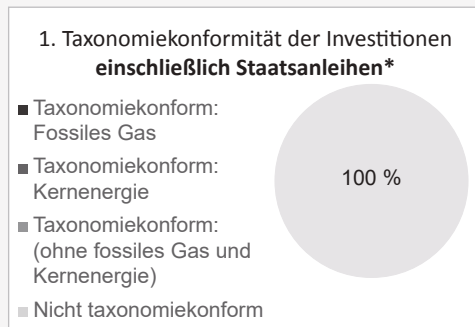 1. Taxonomiekonformität der Investionen
einschließlich Staatsanleihen*
Taxonomiekonform:
Fossiles Gas
Taxonomiekonform:
Kernenergie
Taxonomiekonform:
(ohne fossiles Gas und
Kernenergie)
Nicht taxonomiekonform
100 %